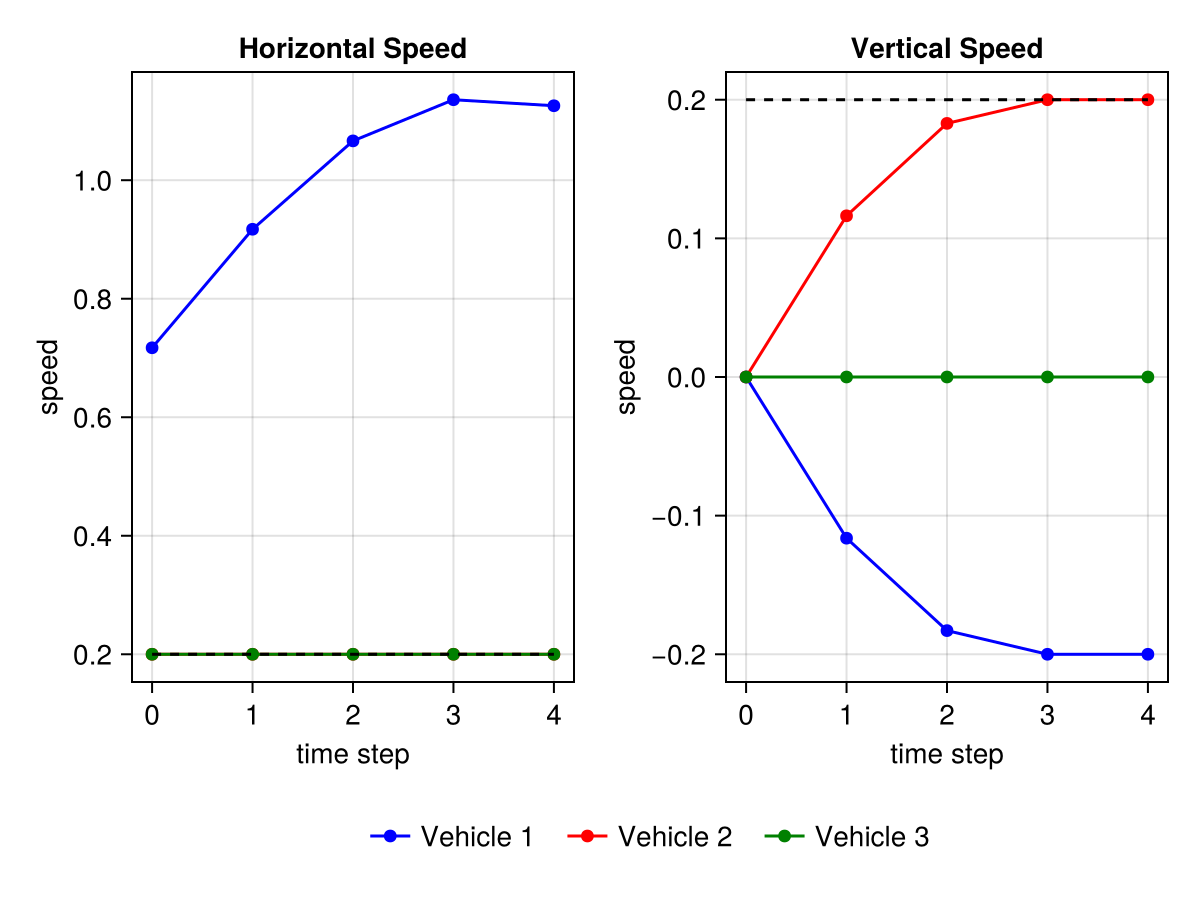 Horizontal Speed
1.0
0.8
0.6
0.4
0.2
speed
0 1 2 3 4
time step
Vertical Speed
0.2
0.1
0.0
−0.1
−0.2
speed
0 1 2 3 4
time step
Vehicle 1 Vehicle 2 Vehicle 3